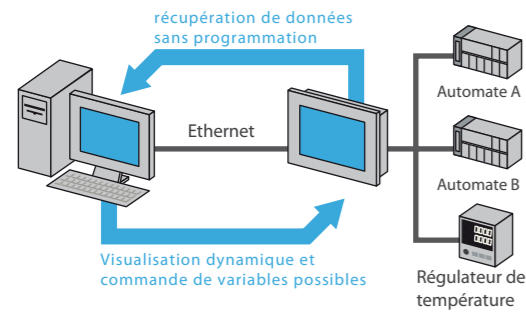 récupération de données
sans programmation
Automate A
Ethernet
Automate B
Visualisation dynamique et
commande de variables possibles
Régulateur de
température